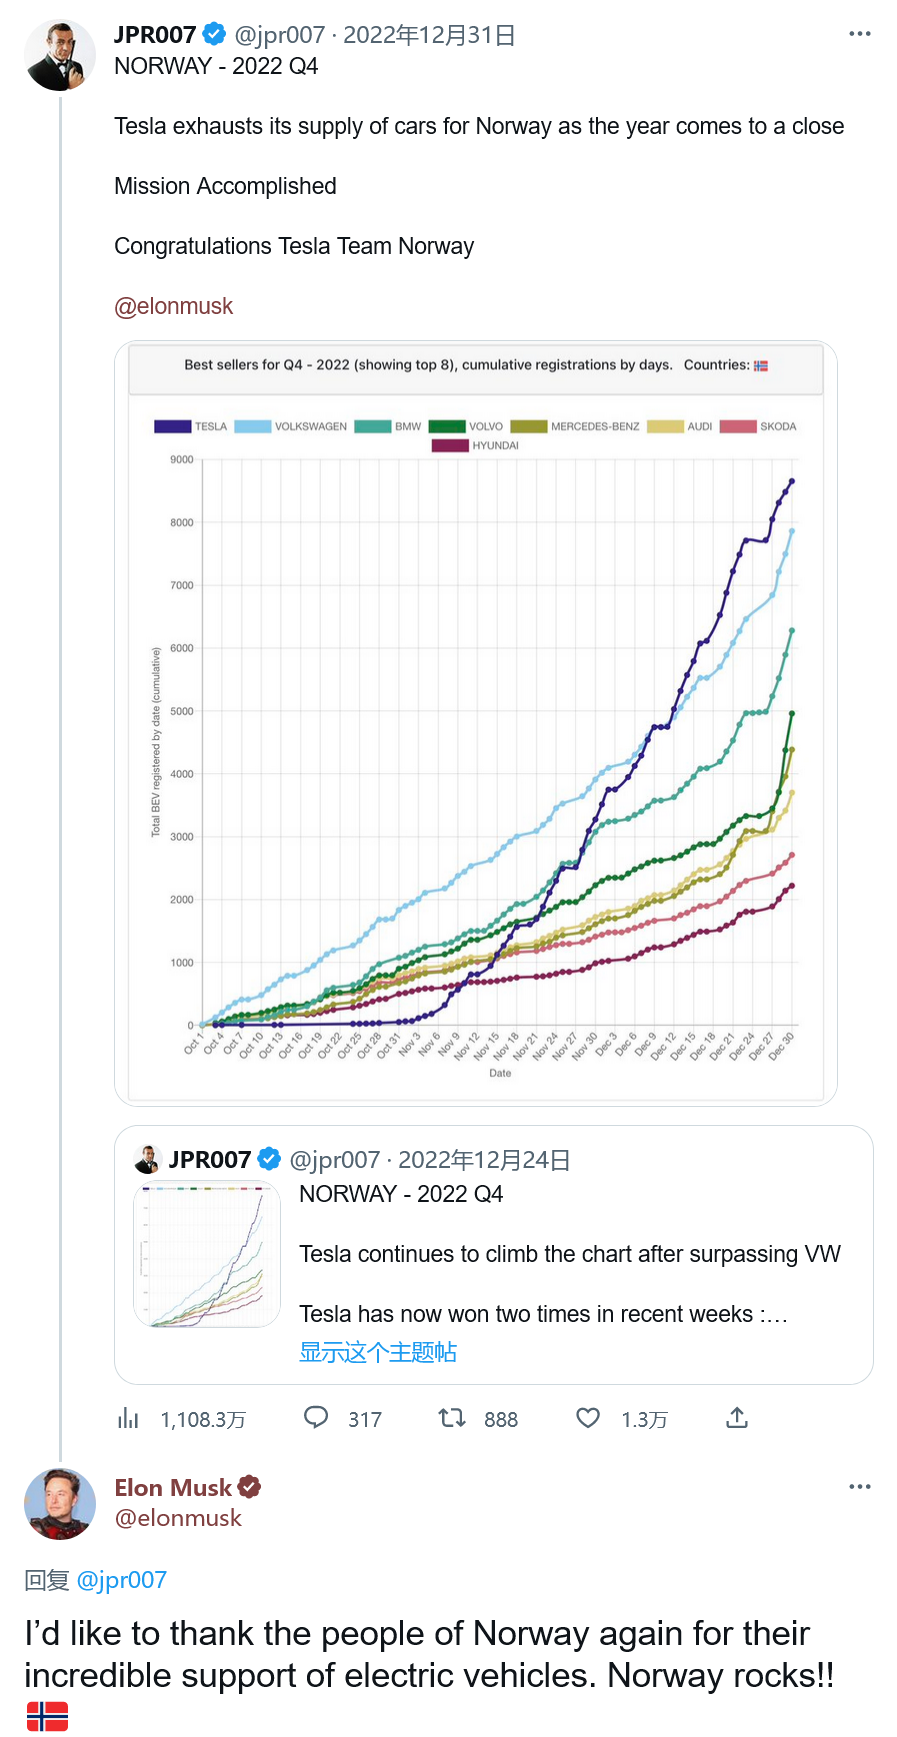 JPR007 @jpr007 · 2022年12月31日
NORWAY - 2022 Q4
Tesla exhausts its supply of cars for Norway as the year comes to a close
Mission Accomplished
Congratulations Tesla Team Norway
@elonmusk
Best sellers for Q4 - 2022 (showing top 8), cumulative registrations by days. Countries:
TESLA VOLKSWAGEN BMW VOLVO MERCEDES-BENZ AUDI SKODA
HYUNDAI
9000
8000
7000
6000
5000
4000
3000
2000
1000
0
Total BEV registered by date (cumulative)
Oct 1 Oct 4 Oct 7 Oct 10 Oct 13 Oct 16 Oct 19 Oct 22 Oct 25 Oct 28 Oct 31 Nov 3 Nov 6 Nov 9 Nov 12 Nov 15 Nov 18 Nov 21 Nov 24 Nov 27 Nov 30 Dec 3 Dec 6 Dec 9 Dec 12 Dec 15 Dec 18 Dec 21 Dec 24 Dec 27 Dec 30
Date
JPR007 @jpr007 · 2022年12月24日
NORWAY - 2022 Q4
Tesla continues to climb the chart after surpassing VW
Tesla has now won two times in recent weeks :…
显示这个主题帖
1,108.3万 317 888 1.3万
Elon Musk
@elonmusk
回复 @jpr007
I’d like to thank the people of Norway again for their
incredible support of electric vehicles. Norway rocks!!